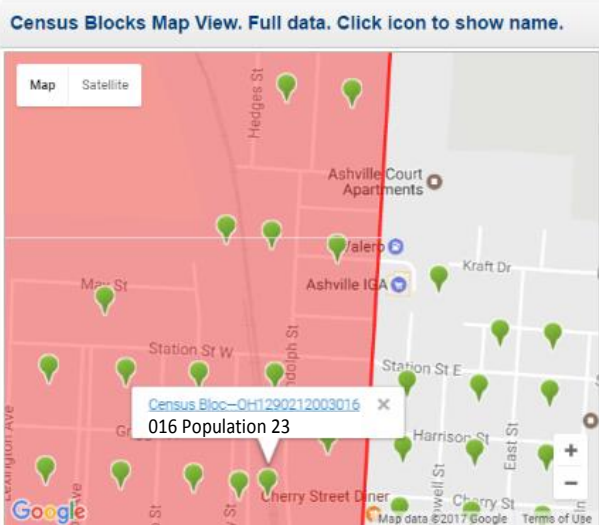 Census Blocks Map View. Full data. Click icon to show name.
Map Satellite
Hedges St
Ashville Court
Apartments
Valero
Kraft Dr
Ashville IGA
May St
Station St W
Station St E
Census Bloc—OH1290212003016 ×
016 Population 23
Harrison St
East St
+
−
Cherry Street Diner
Cherry St
Google
Map data ©2017 Google Terms of Use